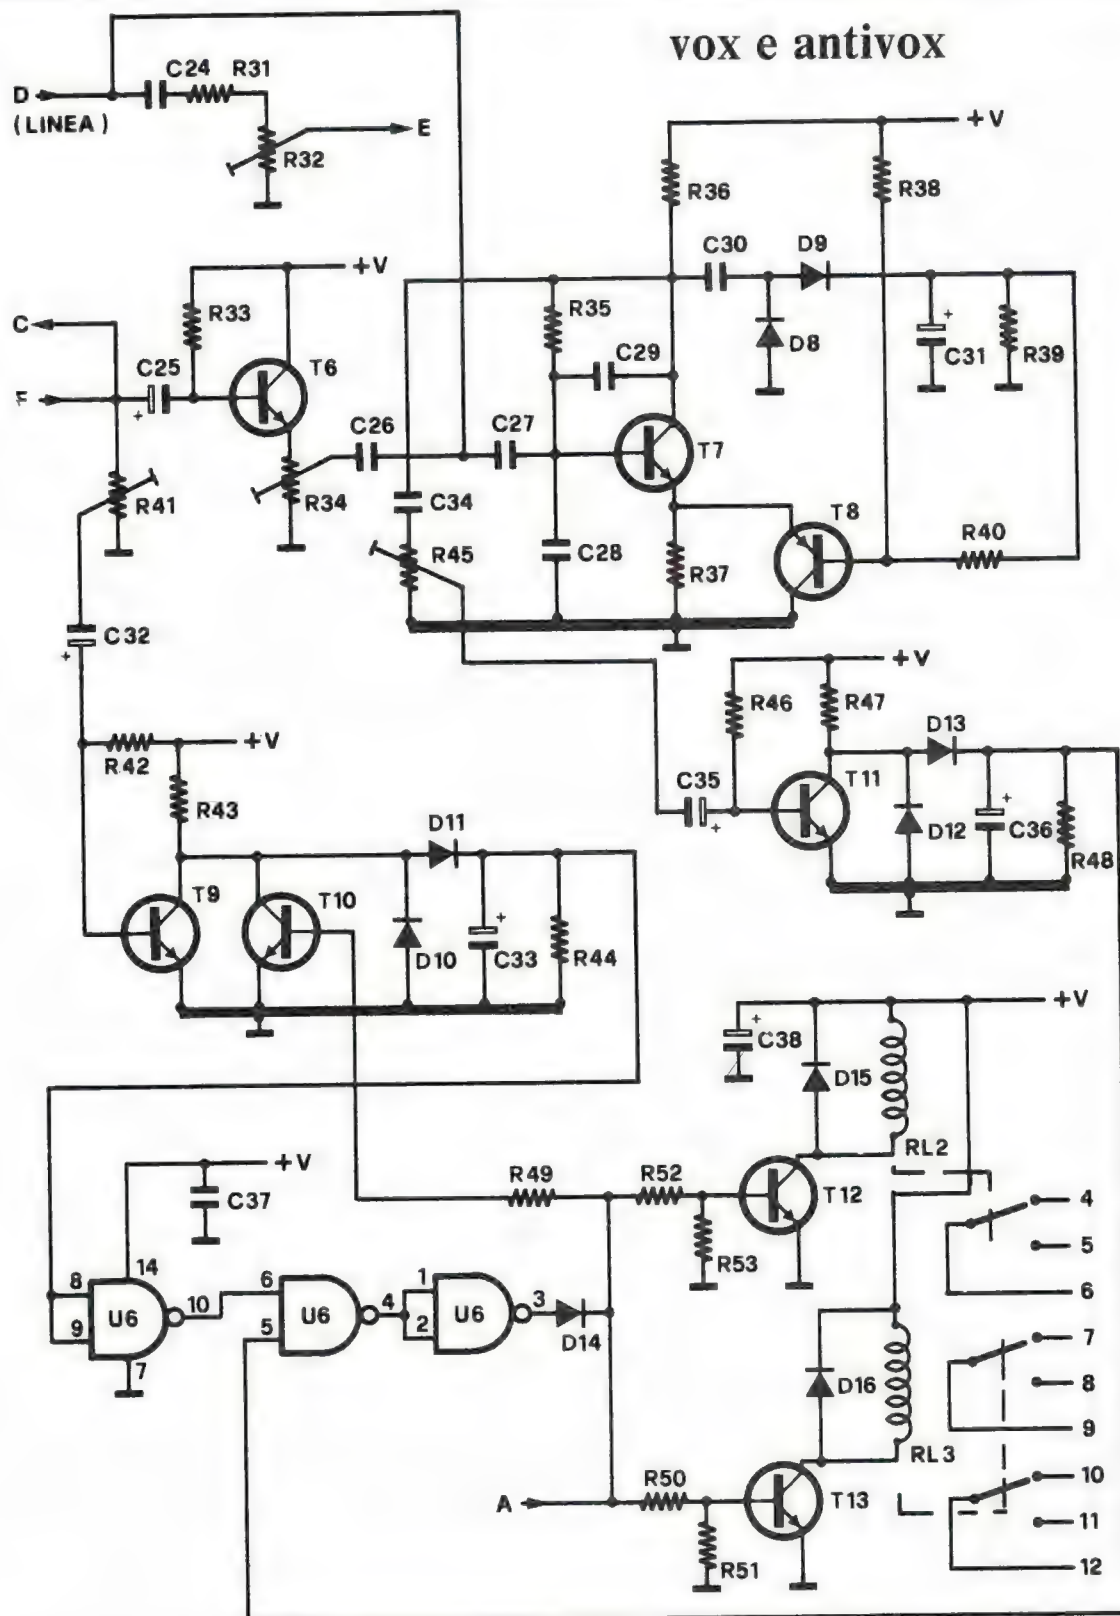 vox e antivox
C24 R31
D
(LINEA)
E
R32
+V
R36
R38
C30 D9
+V
R33
R35
C
C25
T6
C29
D8
C31
R39
C26
C27
T7
R41
R34
C34
T8
R45
C28
R37
R40
C32
+
+V
R46 R47
R42
+V
D13
C35
T11
R43
D11
D12
C36
R48
T9
T10
D10
C33
R44
+V
C38
D15
RL2
+V
C37
R49
R52
T12
4
5
6
R53
14
8
9
U6
10
7
6
5
U6
4
1
2
U6
3
D14
7
8
9
D16
RL3
R50
A
T13
10
11
12
R51